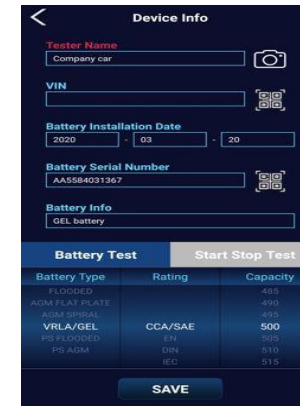 Device Info
Tester Name
Company car
VIN
Battery Installation Date
2020 - 03 - 20
Battery Serial Number
AA5584031367
Battery Info
GEL battery
Battery Test Start Stop Test
Battery Type Rating Capacity
FLOODED 485
AGM FLAT PLATE 490
AGM SPIRAL 495
VRLA/GEL CCA/SAE 500
PS FLOODED EN 505
PS AGM DIN 510
IEC 515
SAVE